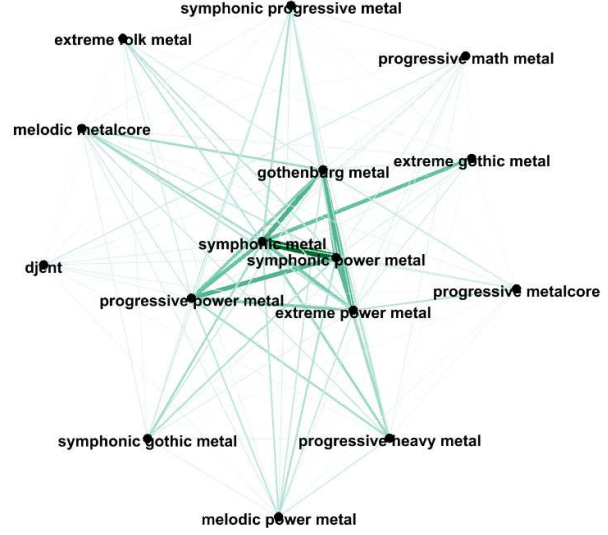 symphonic progressive metal
extreme folk metal
progressive math metal
melodic metalcore
extreme gothic metal
gothenburg metal
symphonic metal
symphonic power metal
djent
progressive metalcore
progressive power metal
extreme power metal
symphonic gothic metal
progressive heavy metal
melodic power metal